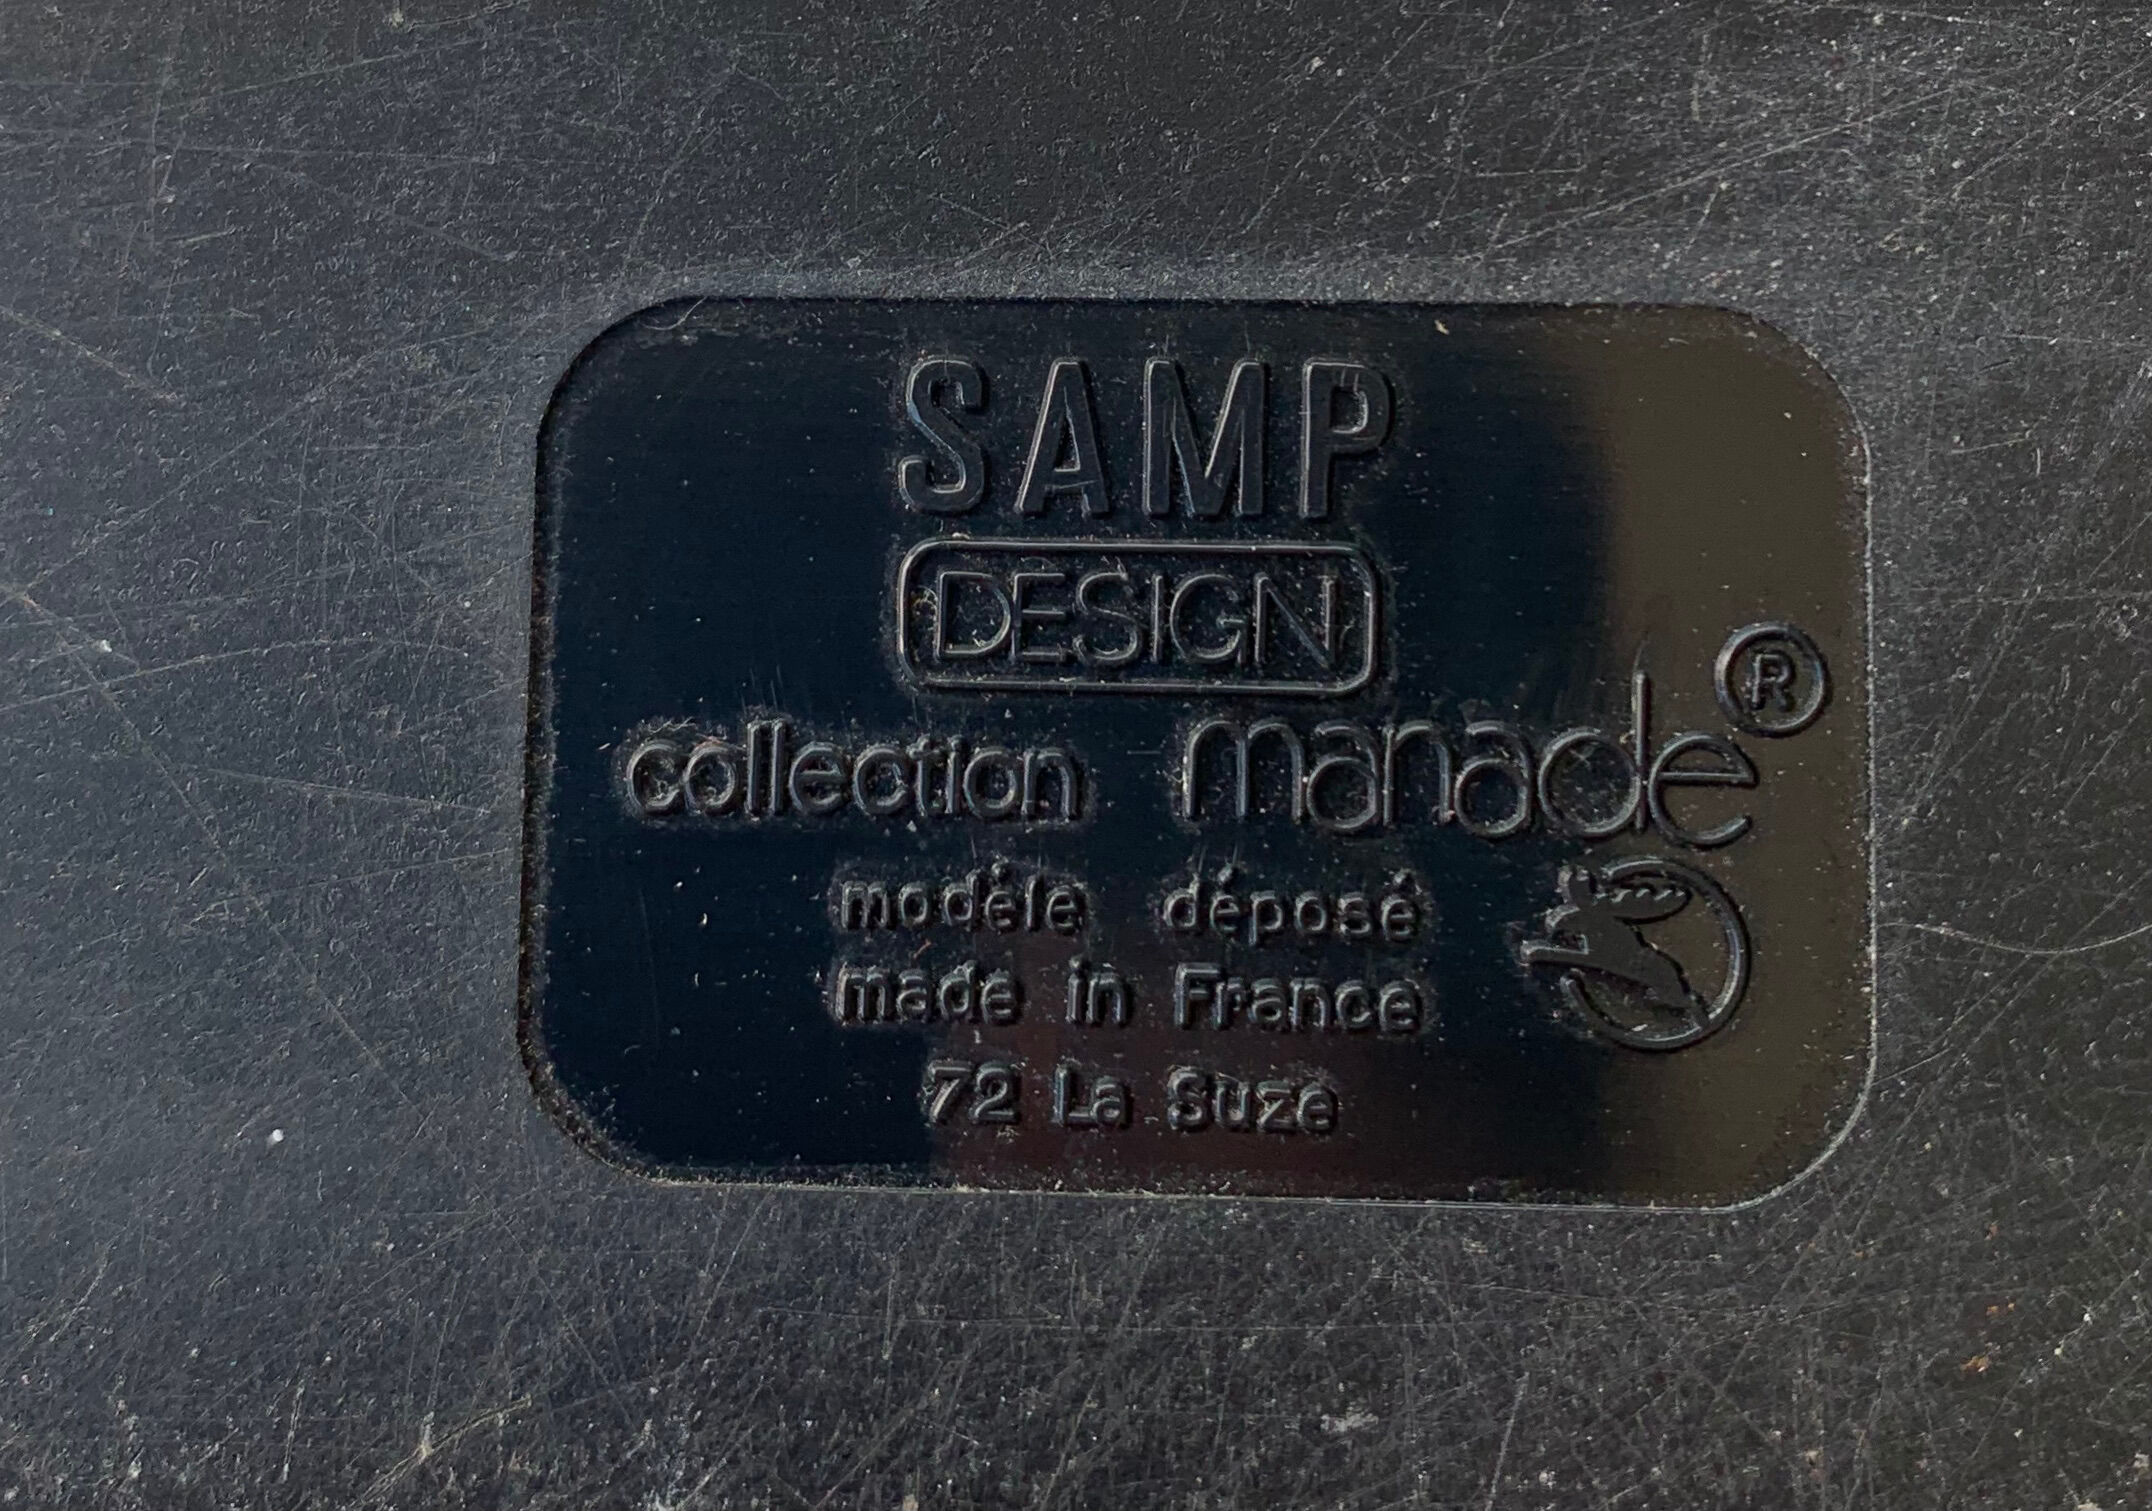 SAMP
DESIGN
collection manade ®
modèle déposé
made in France
72 La Suze